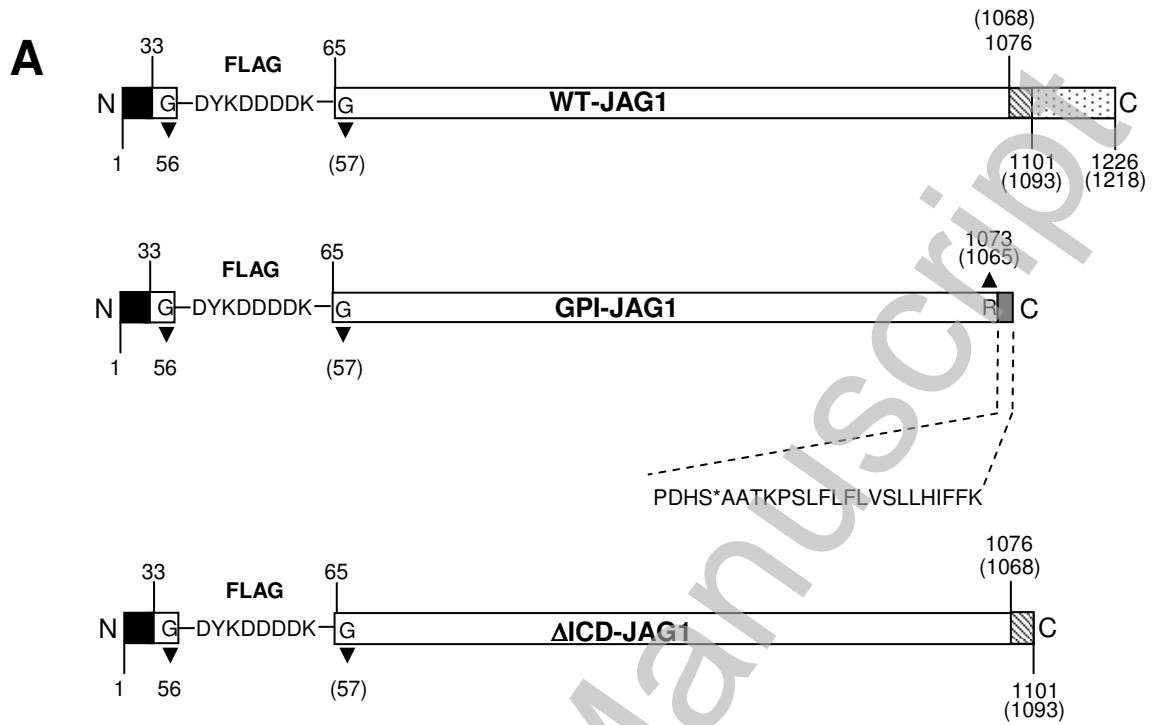 A
(1068)
33 65 1076
FLAG
N G DYKDDDDK G WT-JAG1 C
1 56 (57) 1101 1226
(1093) (1218)
33 65 1073
FLAG (1065)
N G DYKDDDDK G GPI-JAG1 R C
1 56 (57)
PDHS*AATKPSLFLFLVSLLHIFFK
33 65 1076
FLAG (1068)
N G DYKDDDDK G ΔICD-JAG1 C
1 56 (57) 1101
(1093)
Manuscript